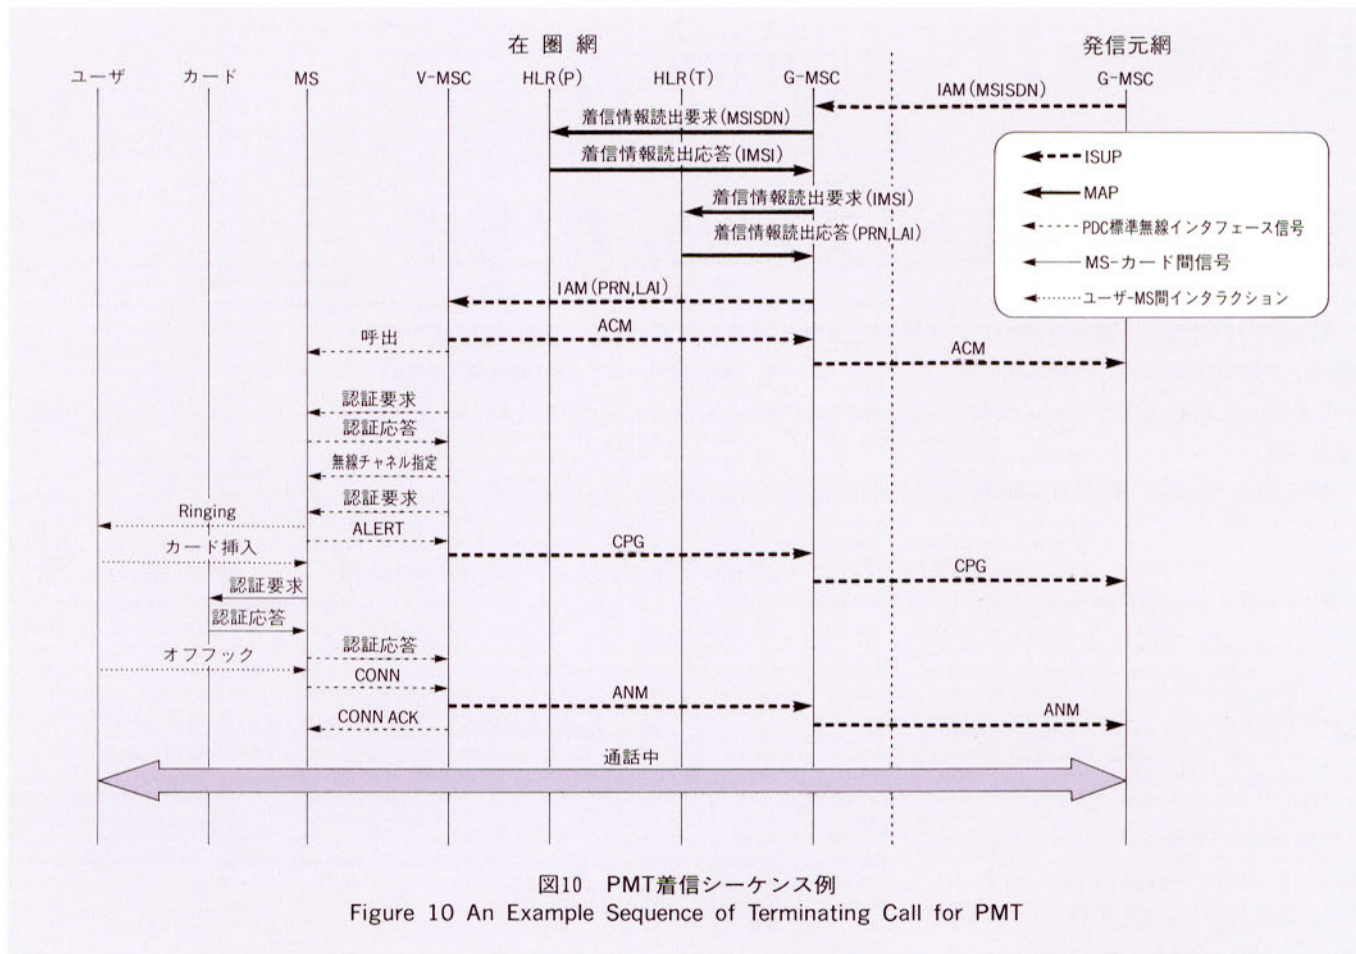 在圏網
発信元網
ユーザ
カード
MS
V-MSC
HLR(P)
HLR(T)
G-MSC
G-MSC
IAM(MSISDN)
着信情報読出要求(MSISDN)
着信情報読出応答(IMSI)
着信情報読出要求(IMSI)
着信情報読出応答(PRN,LAI)
IAM(PRN,LAI)
ISUP
MAP
PDC標準無線インタフェース信号
MS-カード間信号
ユーザ-MS間インタラクション
ACM
呼出
ACM
認証要求
認証応答
無線チャネル指定
認証要求
Ringing
ALERT
カード挿入
CPG
CPG
認証要求
認証応答
認証応答
オフフック
CONN
ANM
CONN ACK
ANM
通話中
図10 PMT着信シーケンス例
Figure 10 An Example Sequence of Terminating Call for PMT